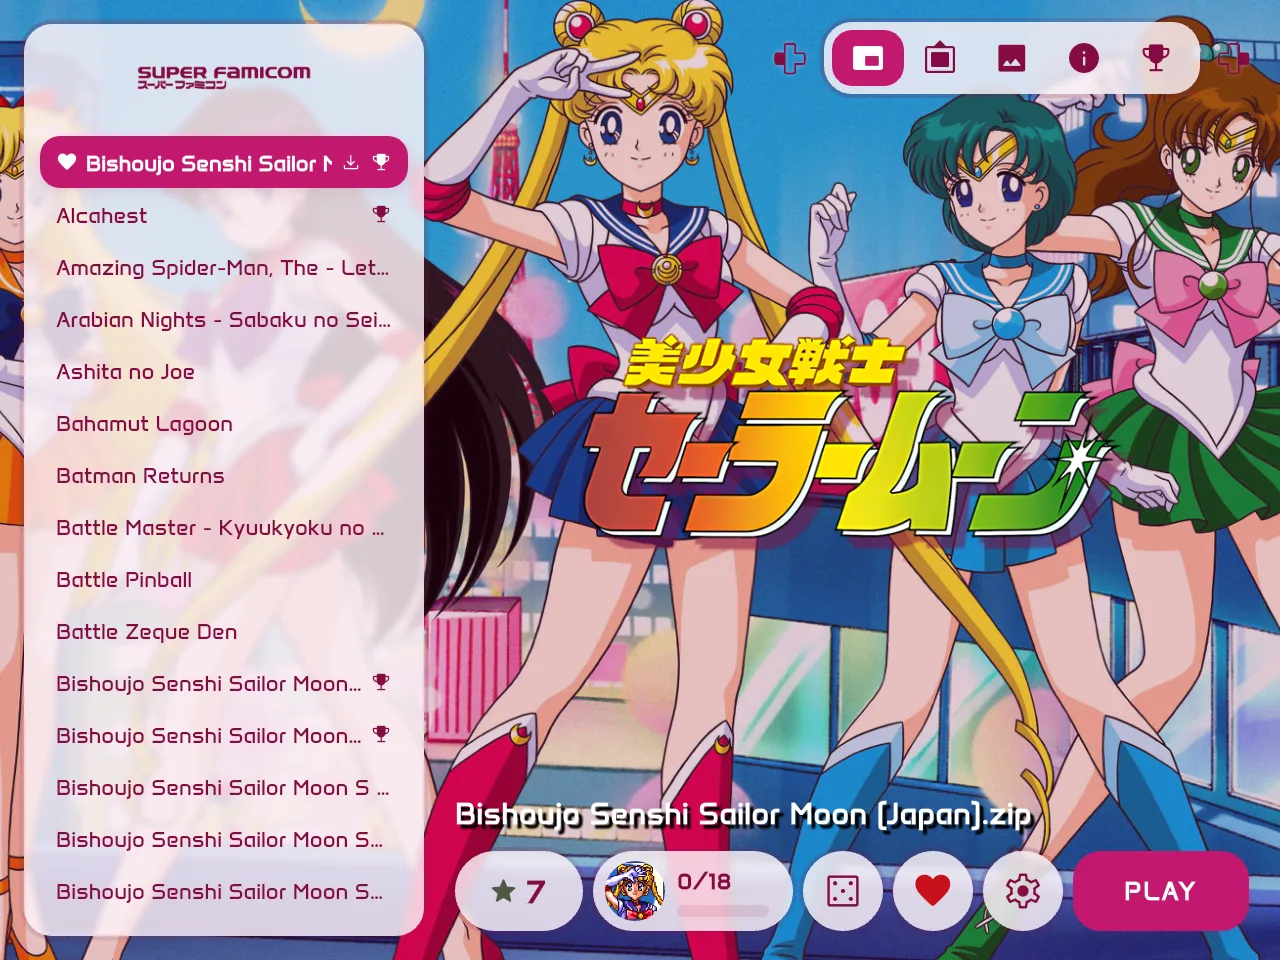 SUPER FAMICOM
スーパーファミコン
Bishoujo Senshi Sailor
Alcahest
Amazing Spider-Man, The - Let...
Arabian Nights - Sabaku no Sei...
Ashita no Joe
Bahamut Lagoon
Batman Returns
Battle Master - Kyuukyoku no ...
Battle Pinball
Battle Zeque Den
Bishoujo Senshi Sailor Moon...
Bishoujo Senshi Sailor Moon...
Bishoujo Senshi Sailor Moon S ...
Bishoujo Senshi Sailor Moon S...
Bishoujo Senshi Sailor Moon S...
美少女戦士
セーラームーン
Bishoujo Senshi Sailor Moon (Japan).zip
7
0/18
PLAY